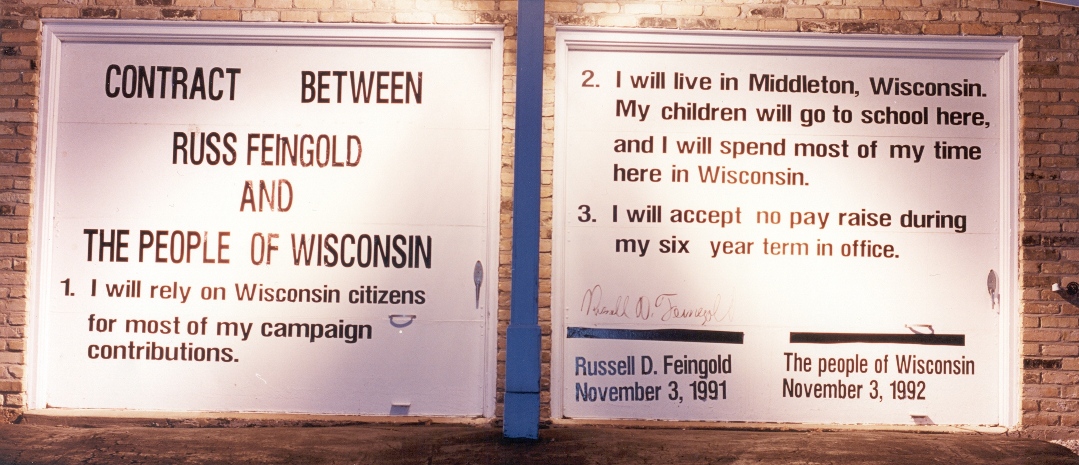 CONTRACT BETWEEN
RUSS FEINGOLD
AND
THE PEOPLE OF WISCONSIN
1. I will rely on Wisconsin citizens
for most of my campaign
contributions.
2. I will live in Middleton, Wisconsin.
My children will go to school here,
and I will spend most of my time
here in Wisconsin.
3. I will accept no pay raise during
my six year term in office.
Russell D. Feingold
Russell D. Feingold
November 3, 1991
The people of Wisconsin
November 3, 1992